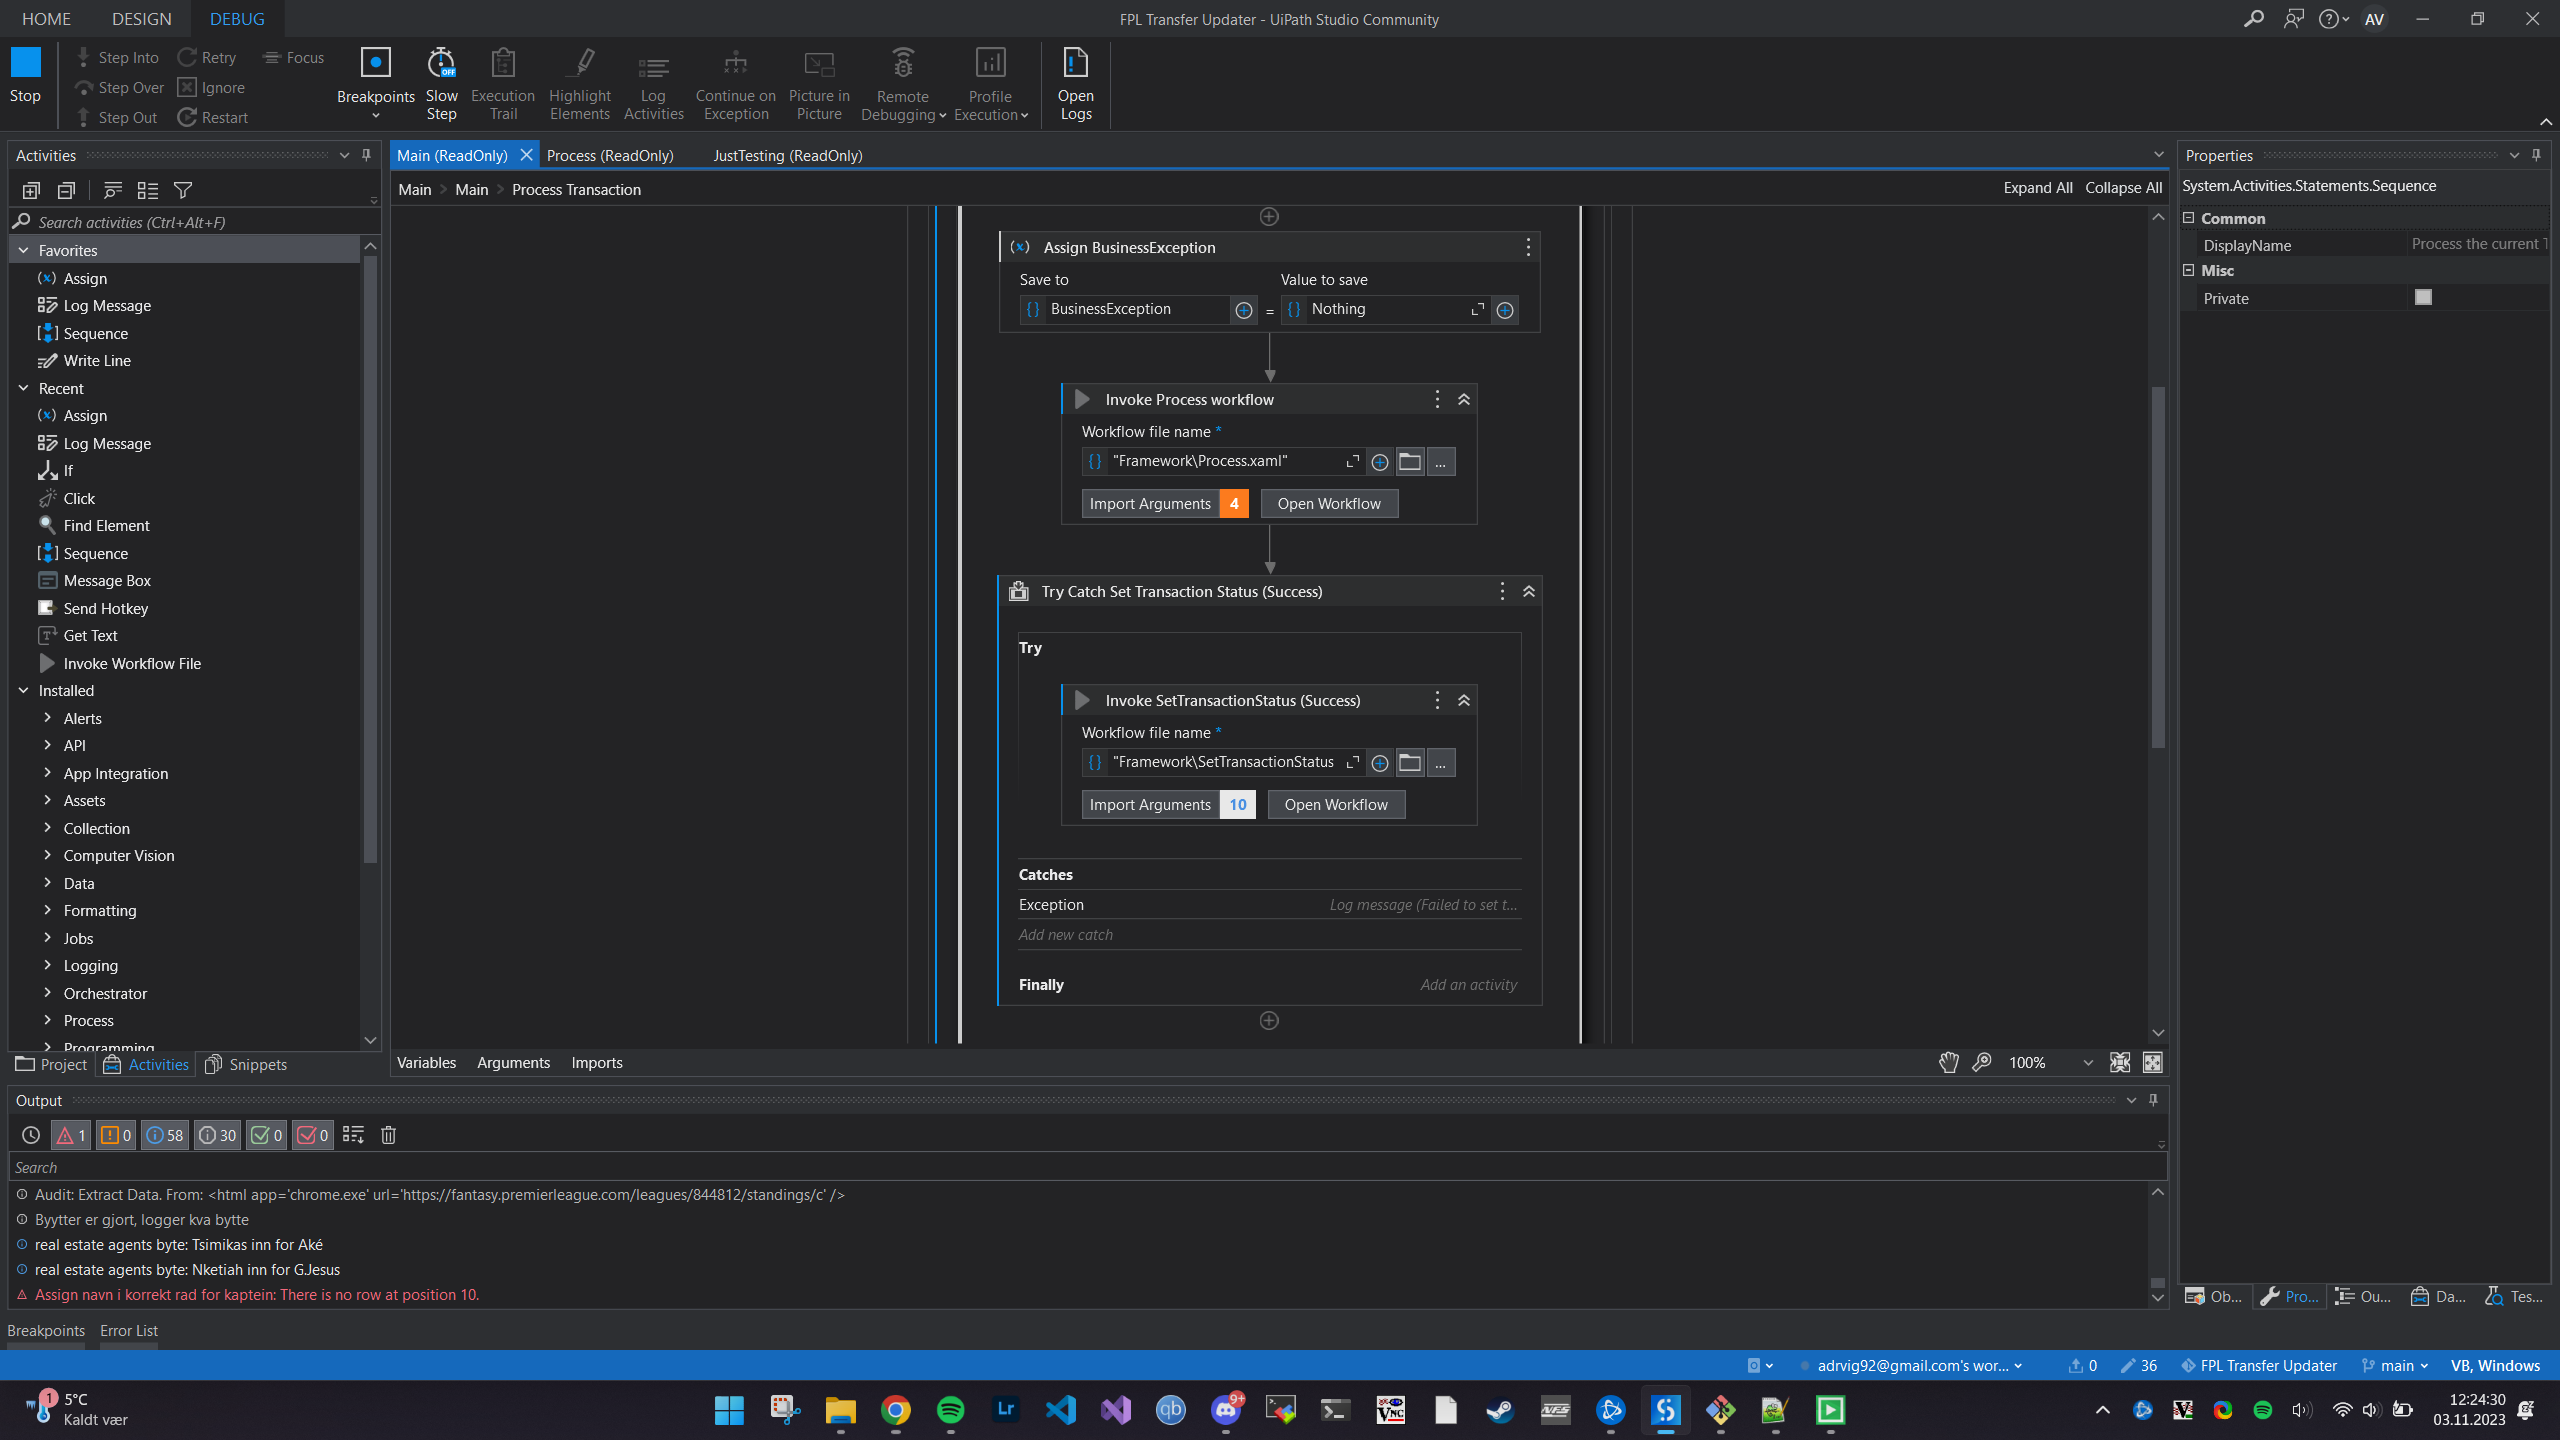 HOME DESIGN DEBUG
FPL Transfer Updater - UiPath Studio Community
AV
Stop
Step Into
Step Over
Step Out
Retry
Ignore
Restart
Focus
Breakpoints
OFF
Slow Step
Execution Trail
Highlight Elements
Log Activities
Continue on Exception
Picture in Picture
Remote Debugging
Profile Execution
Open Logs
Activities
Search activities (Ctrl+Alt+F)
Favorites
Assign
Log Message
Sequence
Write Line
Recent
Assign
Log Message
If
Click
Find Element
Sequence
Message Box
Send Hotkey
Get Text
Invoke Workflow File
Installed
Alerts
API
App Integration
Assets
Collection
Computer Vision
Data
Formatting
Jobs
Logging
Orchestrator
Process
Programming
Project Activities Snippets
Main (ReadOnly) Process (ReadOnly) JustTesting (ReadOnly)
Main > Main > Process Transaction
Expand All Collapse All
Assign BusinessException
Save to Value to save
BusinessException = Nothing
Invoke Process workflow
Workflow file name *
"Framework\Process.xaml"
...
Import Arguments 4 Open Workflow
Try Catch Set Transaction Status (Success)
Try
Invoke SetTransactionStatus (Success)
Workflow file name *
"Framework\SetTransactionStatus
...
Import Arguments 10 Open Workflow
Catches
Exception Log message (Failed to set t...
Add new catch
Finally Add an activity
Variables Arguments Imports
100%
Properties
System.Activities.Statements.Sequence
Common
DisplayName Process the current T
Misc
Private
Ob... Pro... Ou... Da... Tes...
Output
1 0 58 30 0 0
Search
Audit: Extract Data. From: <html app='chrome.exe' url='https://fantasy.premierleague.com/leagues/844812/standings/c' />
Byytter er gjort, logger kva bytte
real estate agents byte: Tsimikas inn for Aké
real estate agents byte: Nketiah inn for G.Jesus
Assign navn i korrekt rad for kaptein: There is no row at position 10.
Breakpoints Error List
adrvig92@gmail.com's wor... 0 36 FPL Transfer Updater main VB, Windows
1
5°C
Kaldt vær
Lr
qb
9+
VNC
NFS
12:24:30
03.11.2023